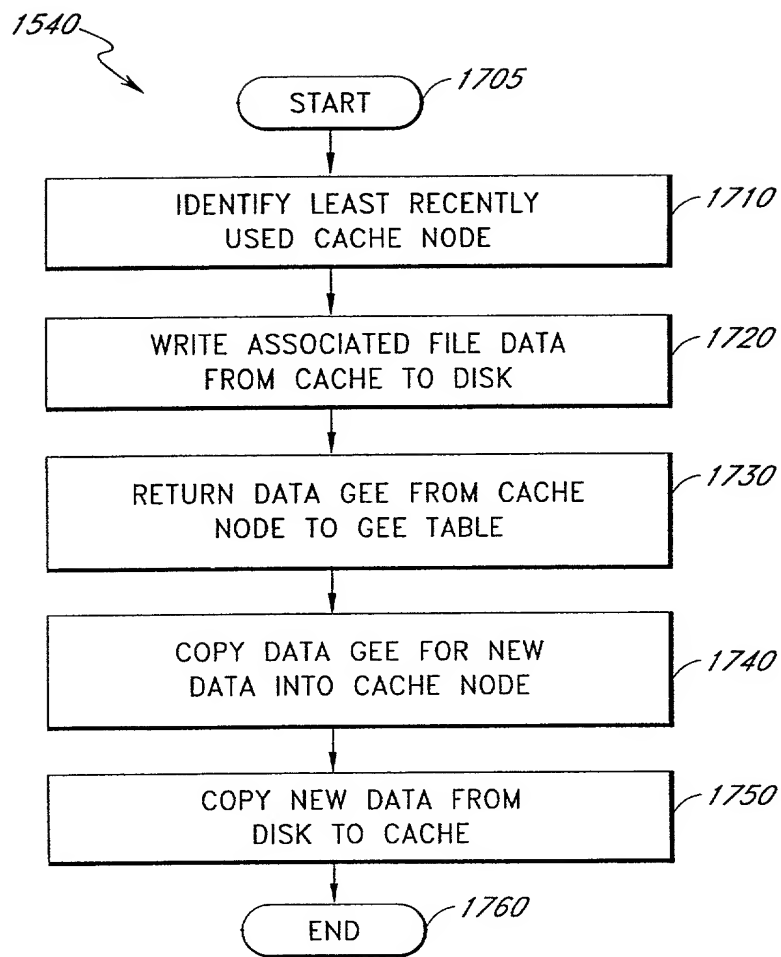 1540
START
1705
IDENTIFY LEAST RECENTLY
USED CACHE NODE
1710
WRITE ASSOCIATED FILE DATA
FROM CACHE TO DISK
1720
RETURN DATA GEE FROM CACHE
NODE TO GEE TABLE
1730
COPY DATA GEE FOR NEW
DATA INTO CACHE NODE
1740
COPY NEW DATA FROM
DISK TO CACHE
1750
END
1760